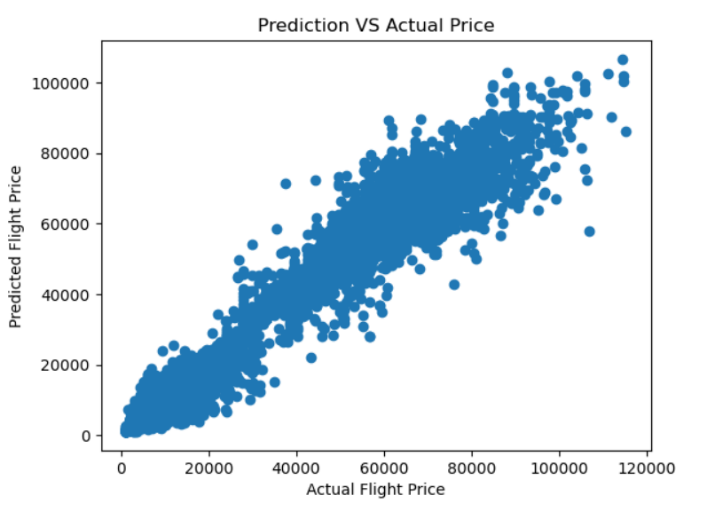 Prediction VS Actual Price
100000
80000
60000
40000
20000
0
Predicted Flight Price
0 20000 40000 60000 80000 100000 120000
Actual Flight Price